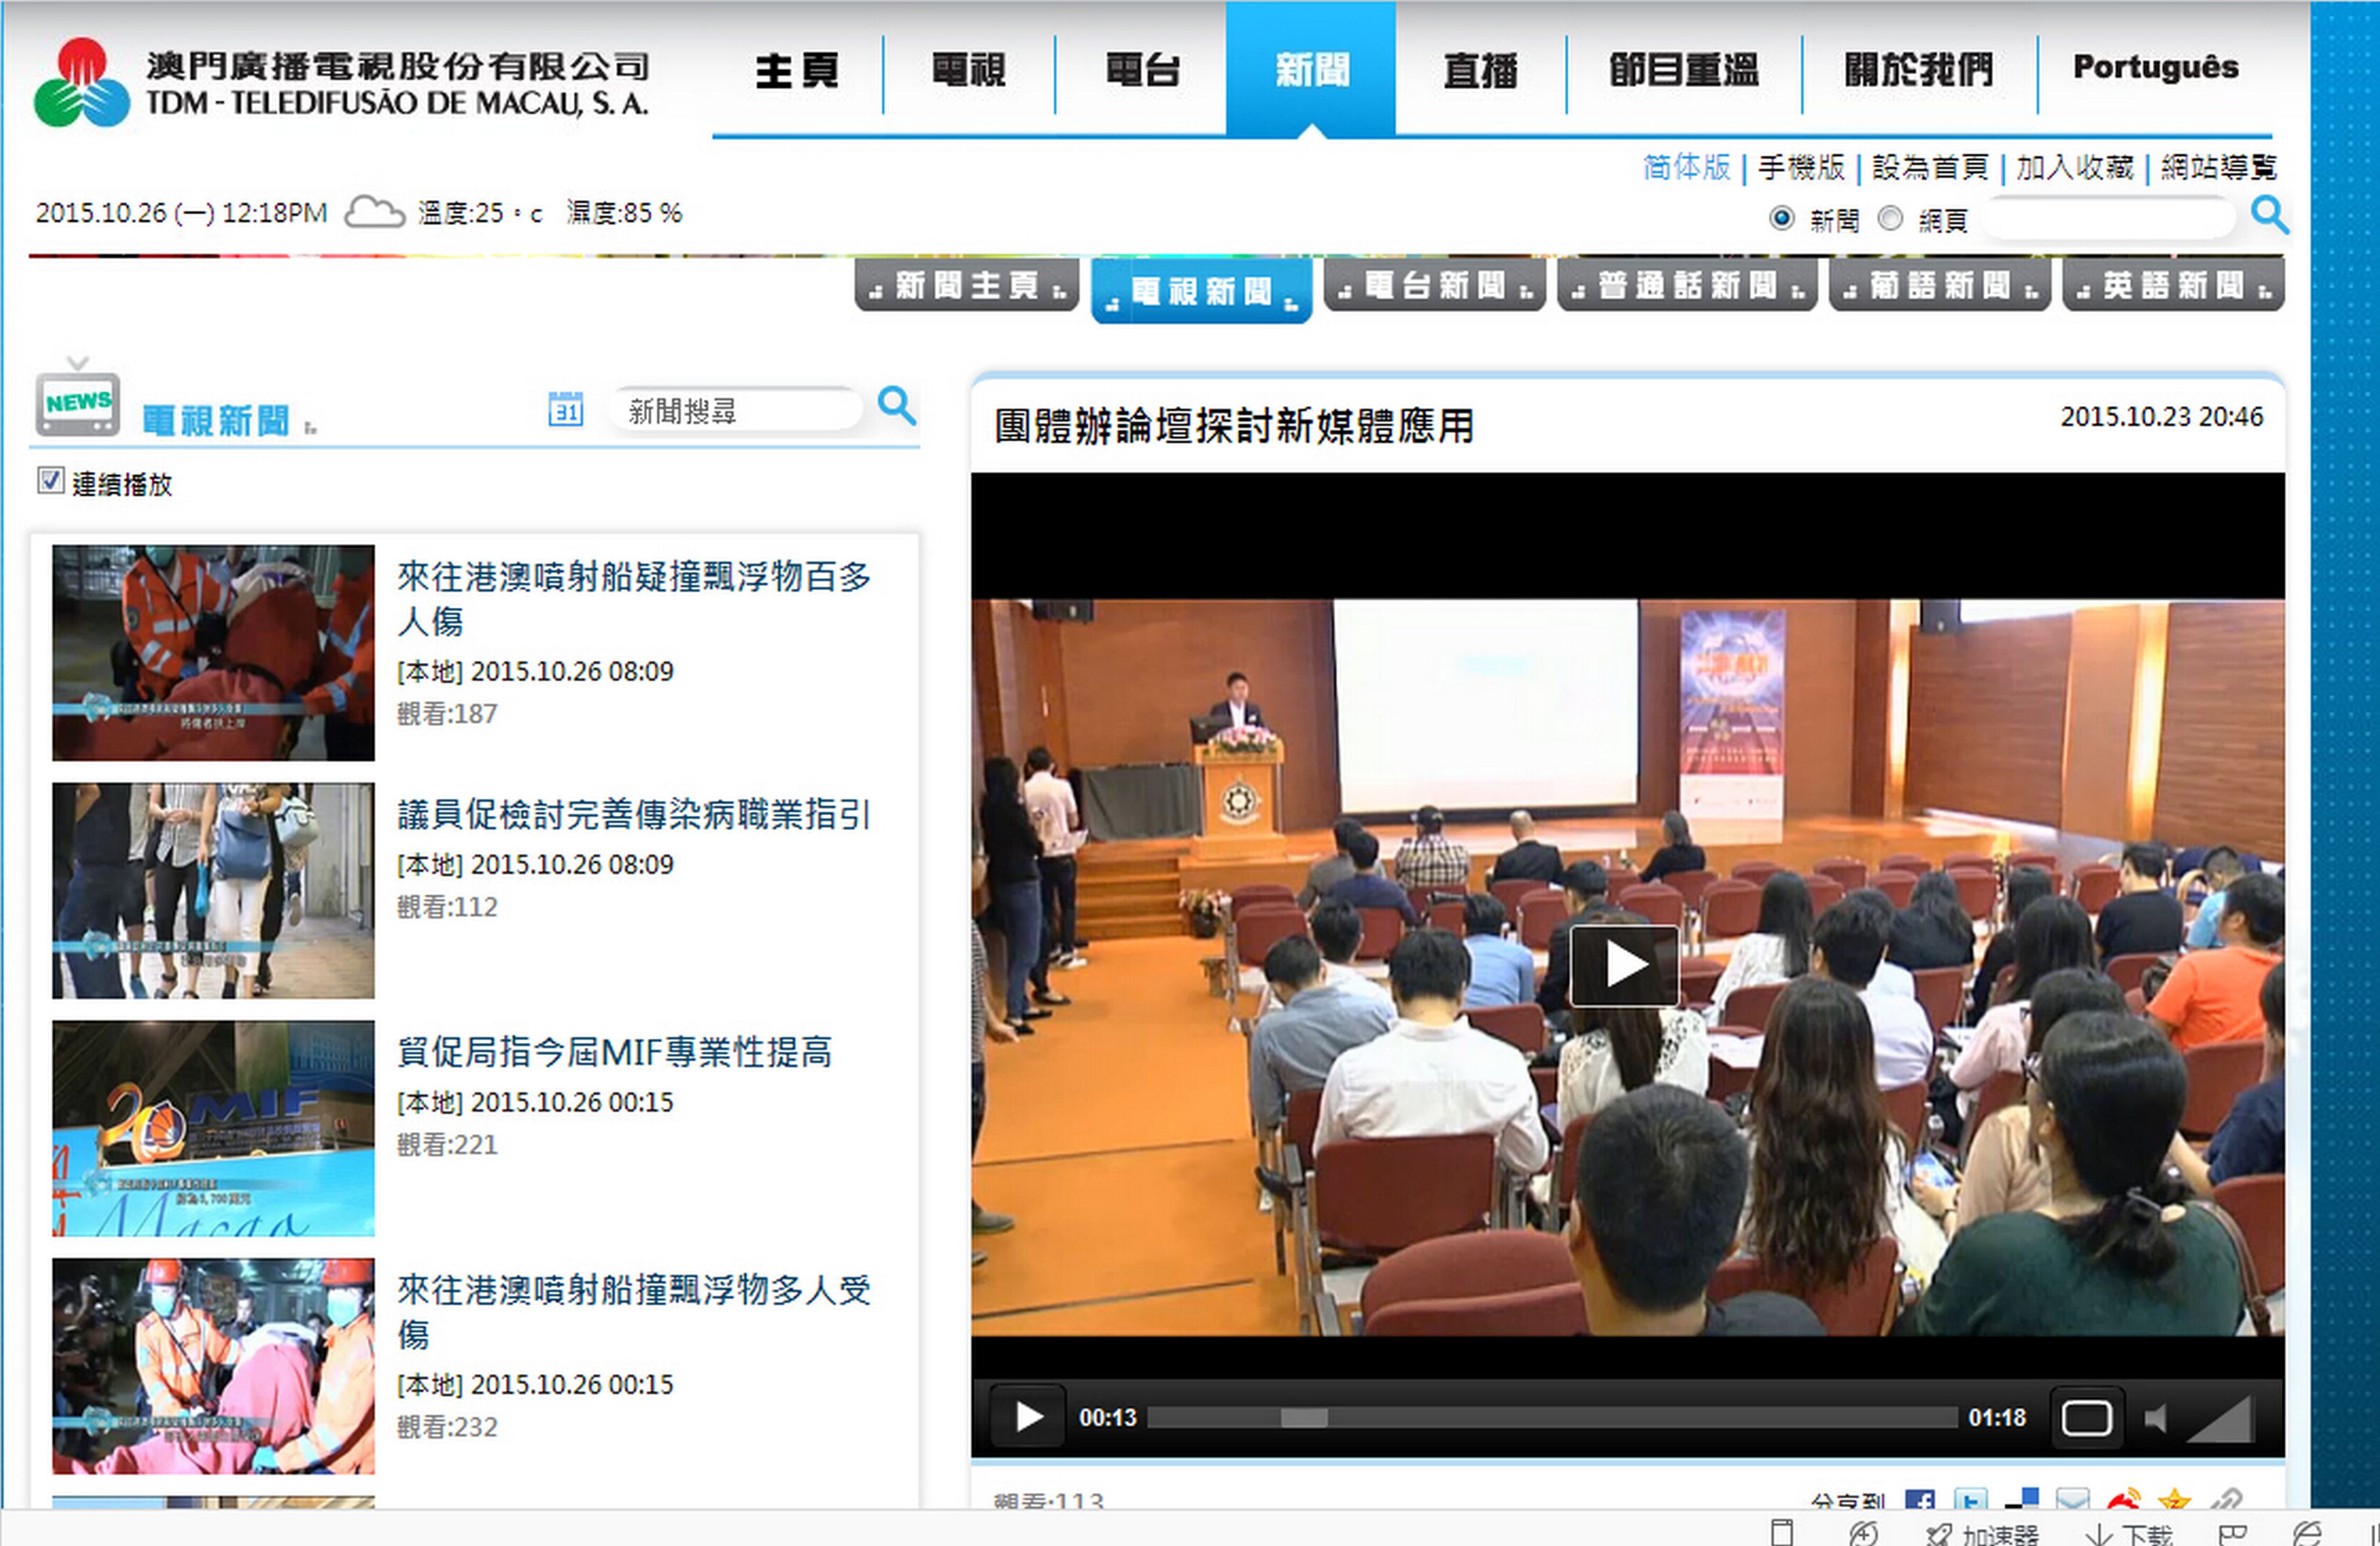 澳門廣播電視股份有限公司
TDM - TELEDIFUSÃO DE MACAU, S. A.
主頁 電視 電台 新聞 直播 節目重溫 關於我們 Português
简体版 | 手機版 | 設為首頁 | 加入收藏 | 網站導覽
2015.10.26 (一) 12:18PM 溫度:25 °c 濕度:85 %
新聞 網頁
新聞主頁 電視新聞 電台新聞 普通話新聞 葡語新聞 英語新聞
NEWS 電視新聞 31 新聞搜尋
連續播放
來往港澳噴射船疑撞飄浮物百多
人傷
[本地] 2015.10.26 08:09
觀看:187
將傷者扶上岸
議員促檢討完善傳染病職業指引
[本地] 2015.10.26 08:09
觀看:112
貿促局指今屆MIF專業性提高
[本地] 2015.10.26 00:15
觀看:221
20 MIF
Macao
來往港澳噴射船撞飄浮物多人受
傷
[本地] 2015.10.26 00:15
觀看:232
團體辦論壇探討新媒體應用
2015.10.23 20:46
00:13 01:18
觀看:113 分享到
加速器 下载